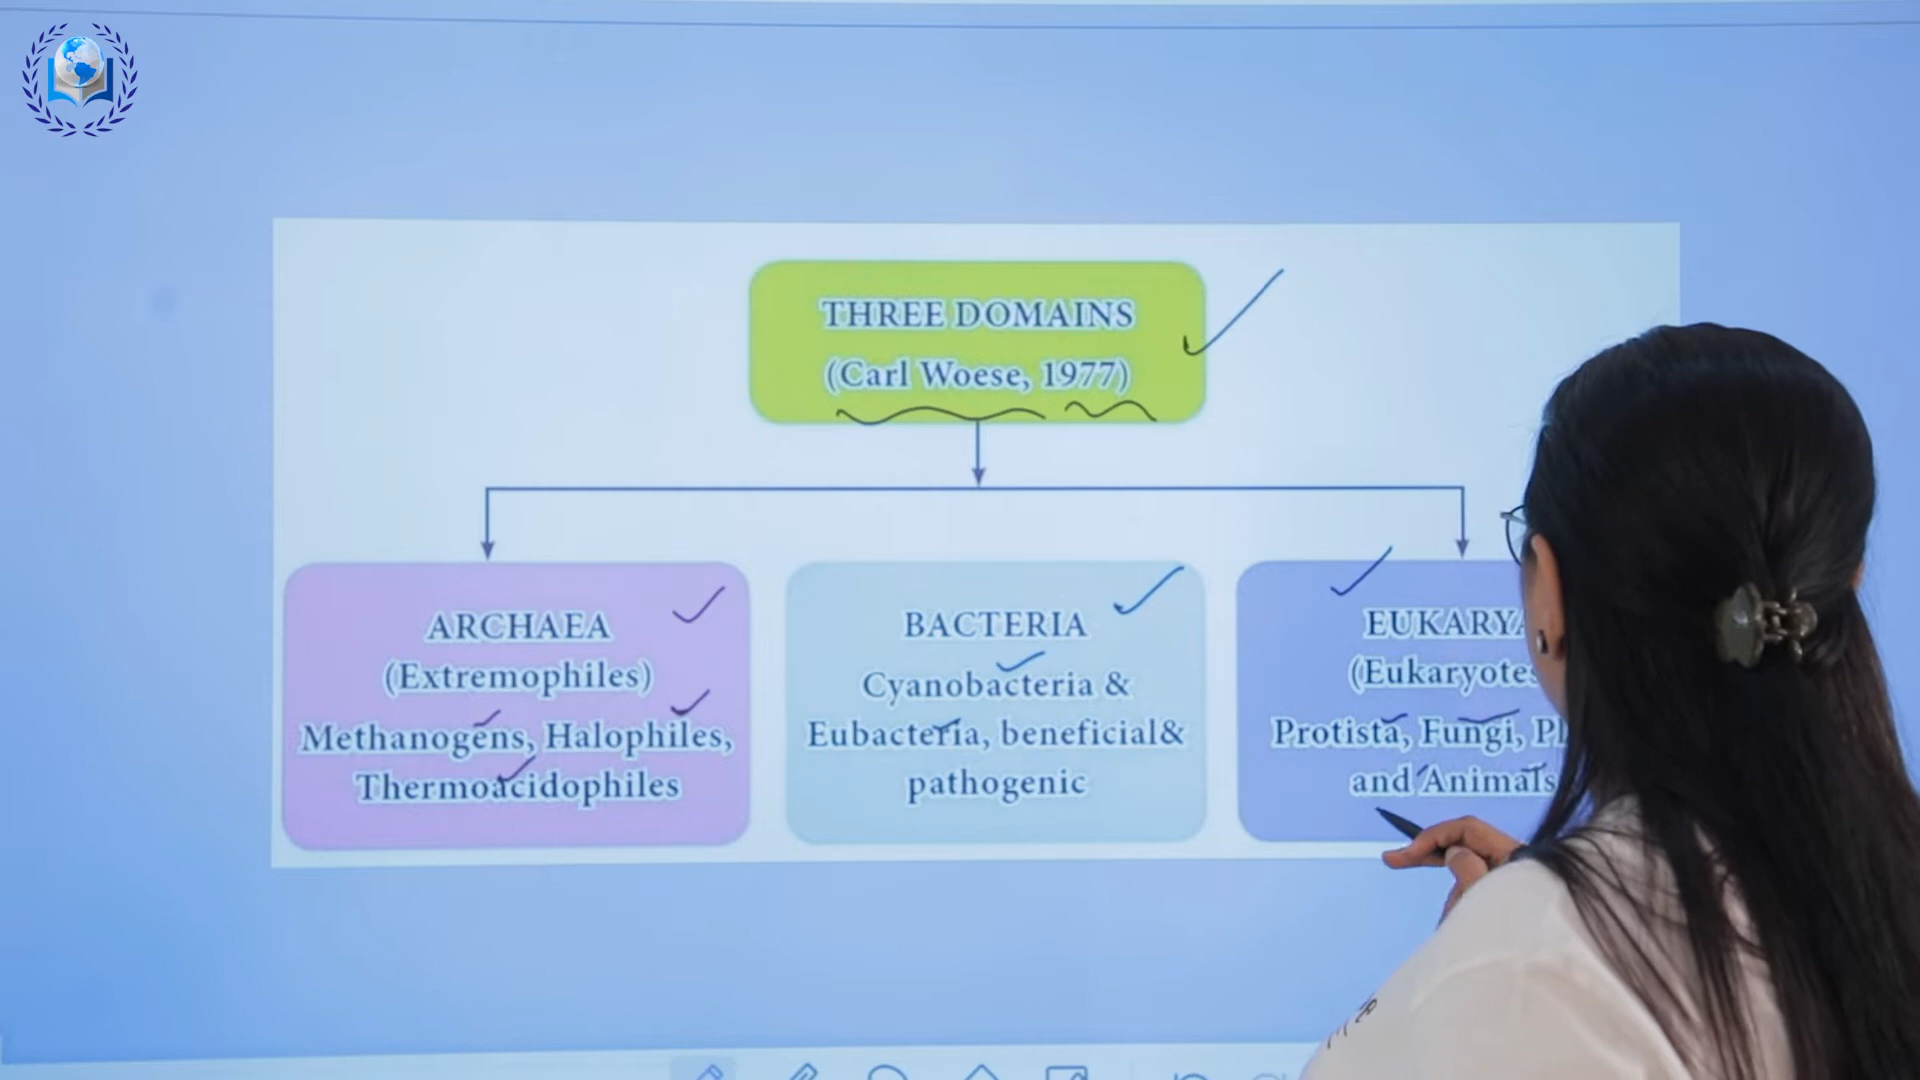 THREE DOMAINS
(Carl Woese, 1977)
ARCHAEA
(Extremophiles)
Methanogens, Halophiles,
Thermoacidophiles
BACTERIA
Cyanobacteria &
Eubacteria, beneficial&
pathogenic
EUKARYA
(Eukaryotes
Protista, Fungi,
and Animals